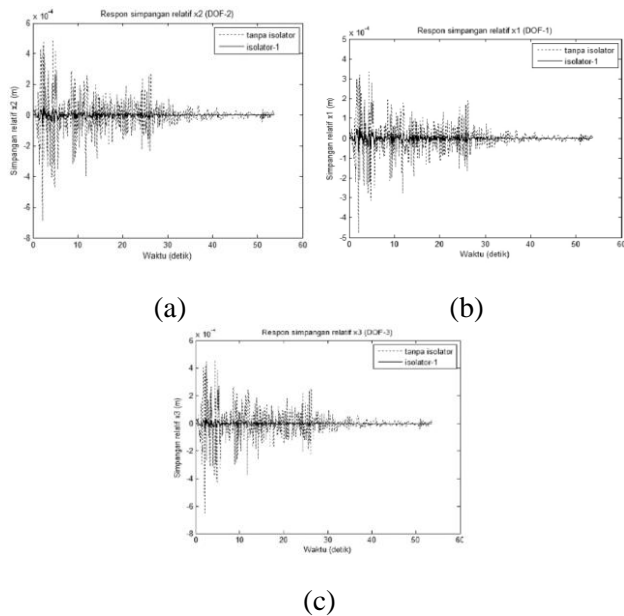 Respon simpangan relatif x2 (DOF-2)
x 10⁻⁴
tanpa isolator
isolator-1
6
4
2
0
-2
-4
-6
-8
Simpangan relatif x2 (m)
0 10 20 30 40 50 60
Waktu (detik)
(a)
Respon simpangan relatif x1 (DOF-1)
x 10⁻⁴
tanpa isolator
isolator-1
5
4
3
2
1
0
-1
-2
-3
-4
-5
Simpangan relatif x1 (m)
0 10 20 30 40 50 60
Waktu (detik)
(b)
Respon simpangan relatif x3 (DOF-3)
x 10⁻⁴
tanpa isolator
isolator-1
6
4
2
0
-2
-4
-6
-8
Simpangan relatif x3 (m)
0 10 20 30 40 50 60
Waktu (detik)
(c)